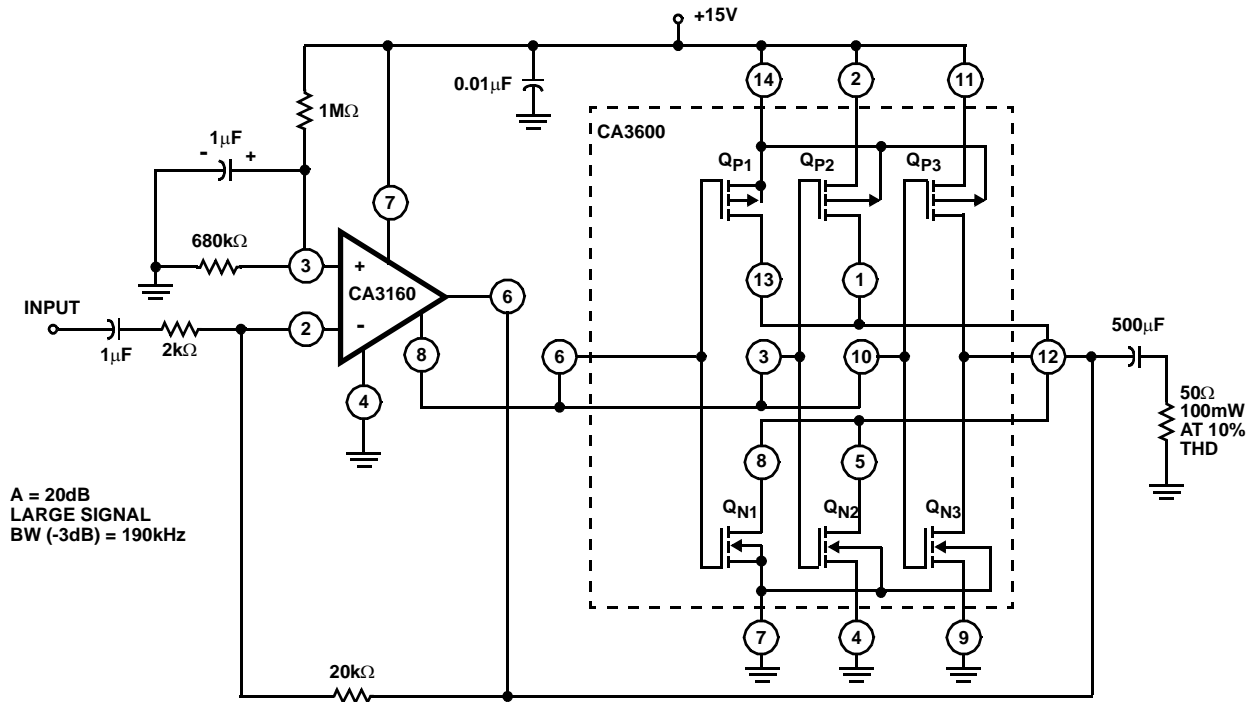 +15V
14
2
11
0.01µF
1MΩ
CA3600
1µF
- +
QP1
QP2
QP3
7
680kΩ
3
+
CA3160
6
13
1
INPUT
2
-
1µF
2kΩ
8
6
3
10
12
500µF
4
50Ω
100mW
AT 10%
THD
8
5
A = 20dB
LARGE SIGNAL
BW (-3dB) = 190kHz
QN1
QN2
QN3
7
4
9
20kΩ